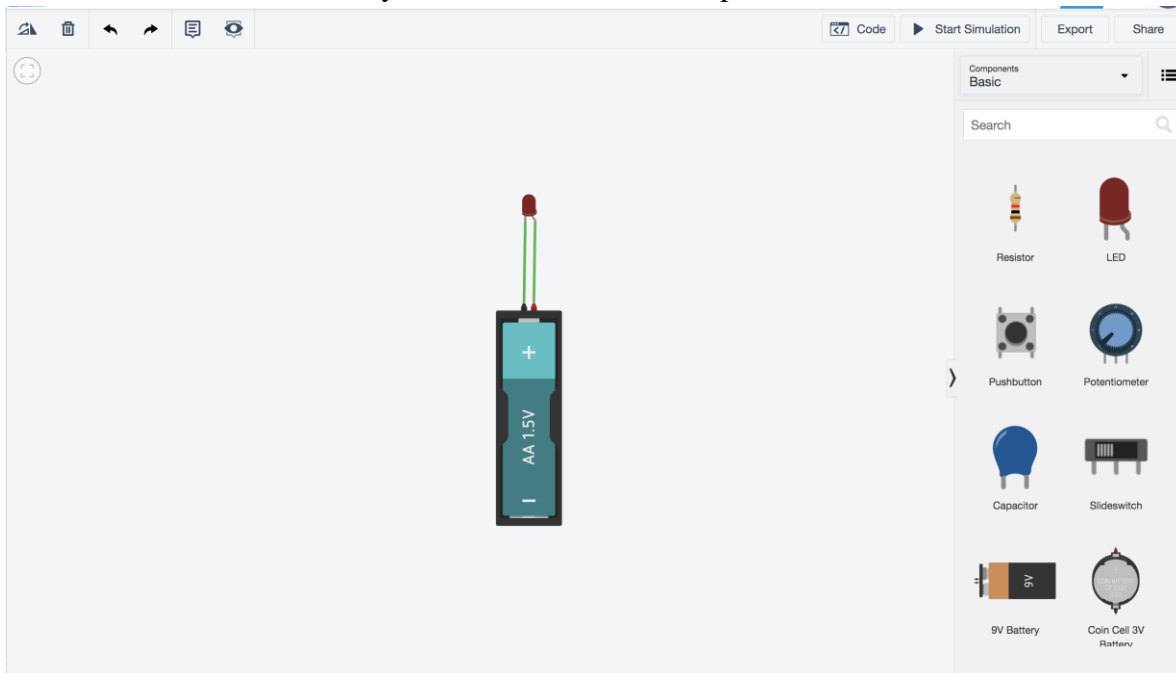 Code
Start Simulation
Export
Share
Components
Basic
Search
Resistor
LED
Pushbutton
Potentiometer
+
AA 1.5V
Capacitor
Slideswitch
9V
9V Battery
Coin Cell 3V
Battery